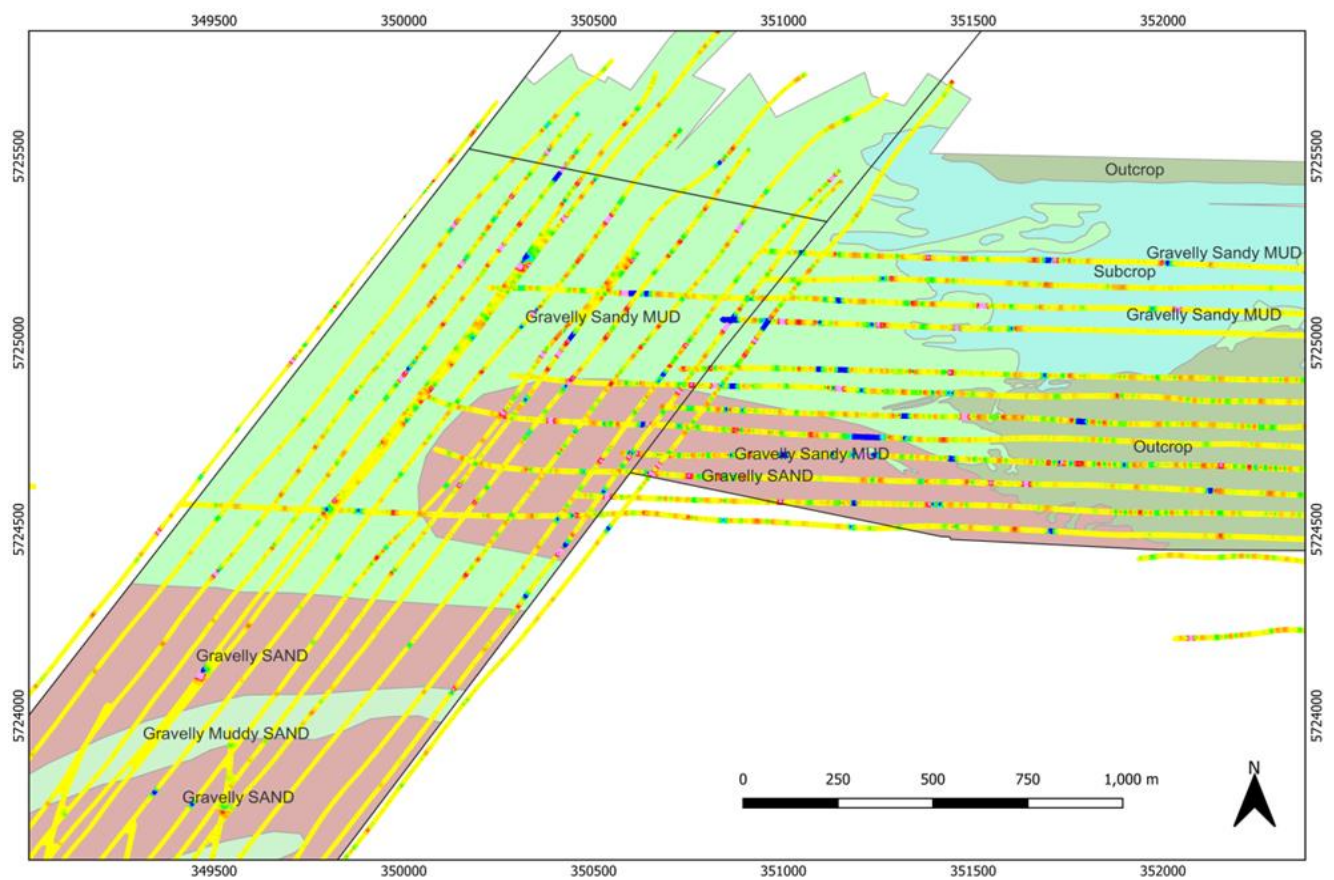 349500 350000 350500 351000 351500 352000
5725500
5725500
Outcrop
Gravelly Sandy MUD
Subcrop
Gravelly Sandy MUD
Gravelly Sandy MUD
5725000
5725000
Outcrop
Gravelly Sandy MUD
Gravelly SAND
5724500
5724500
Gravelly SAND
5724000
5724000
Gravelly Muddy SAND
Gravelly SAND
0 250 500 750 1,000 m
N
349500 350000 350500 351000 351500 352000